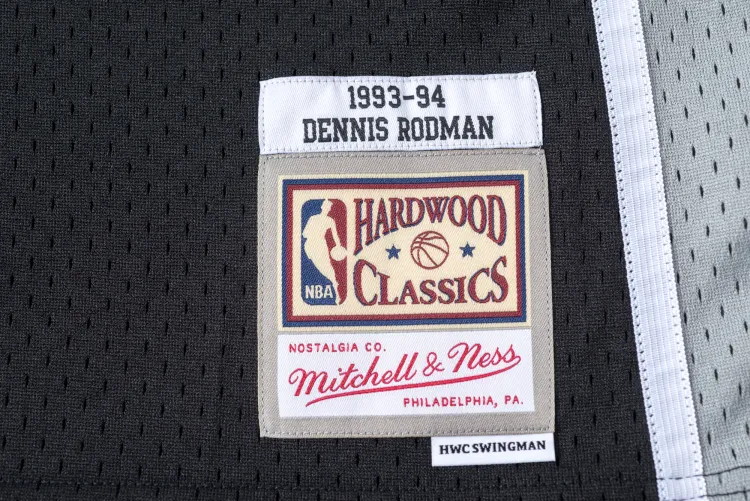 1993-94
DENNIS RODMAN
HARDWOOD
CLASSICS
NBA
NOSTALGIA CO.
Mitchell & Ness
PHILADELPHIA, PA.
HWC SWINGMAN